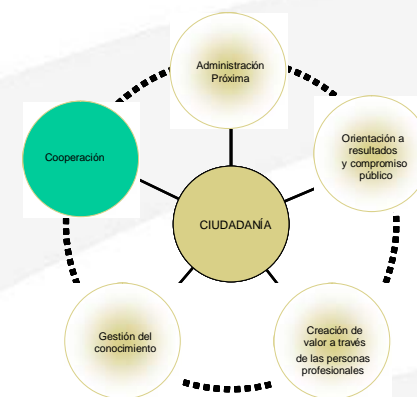 Administración
Próxima
Orientación a
resultados
y compromiso
público
Cooperación
CIUDADANÍA
Gestión del
conocimiento
Creación de
valor a través
de las personas
profesionales